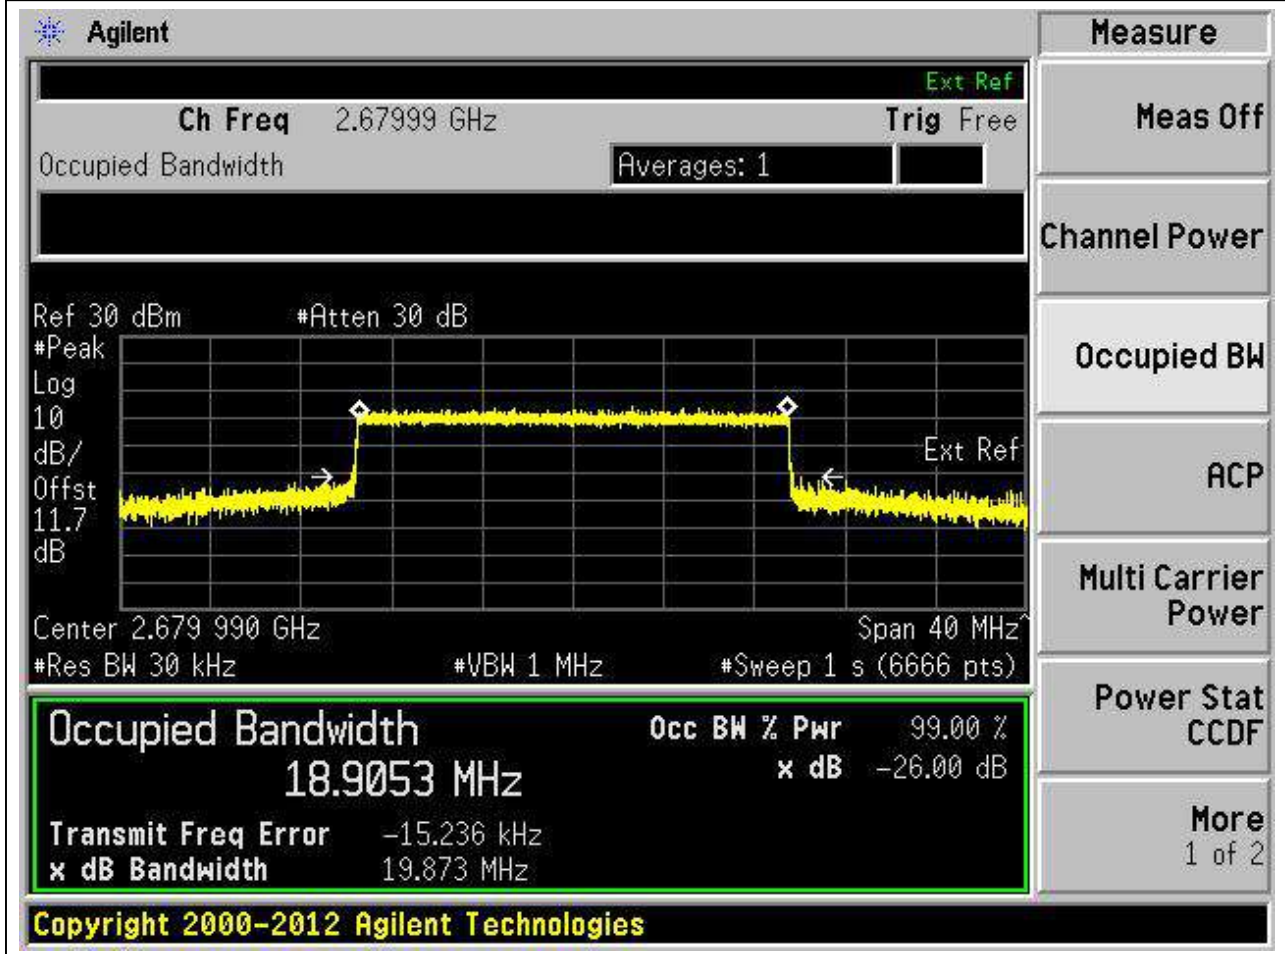 Agilent
Measure
Ext Ref
Ch Freq 2.67999 GHz Trig Free
Meas Off
Occupied Bandwidth Averages: 1
Channel Power
Ref 30 dBm #Atten 30 dB
#Peak
Log
10
dB/
Offst
11.7
dB
Ext Ref
Occupied BW
ACP
Center 2.679 990 GHz Span 40 MHz^
#Res BW 30 kHz #VBW 1 MHz #Sweep 1 s (6666 pts)
Multi Carrier
Power
Occupied Bandwidth Occ BW % Pwr 99.00 %
18.9053 MHz x dB -26.00 dB
Power Stat
CCDF
Transmit Freq Error -15.236 kHz
x dB Bandwidth 19.873 MHz
More
1 of 2
Copyright 2000-2012 Agilent Technologies